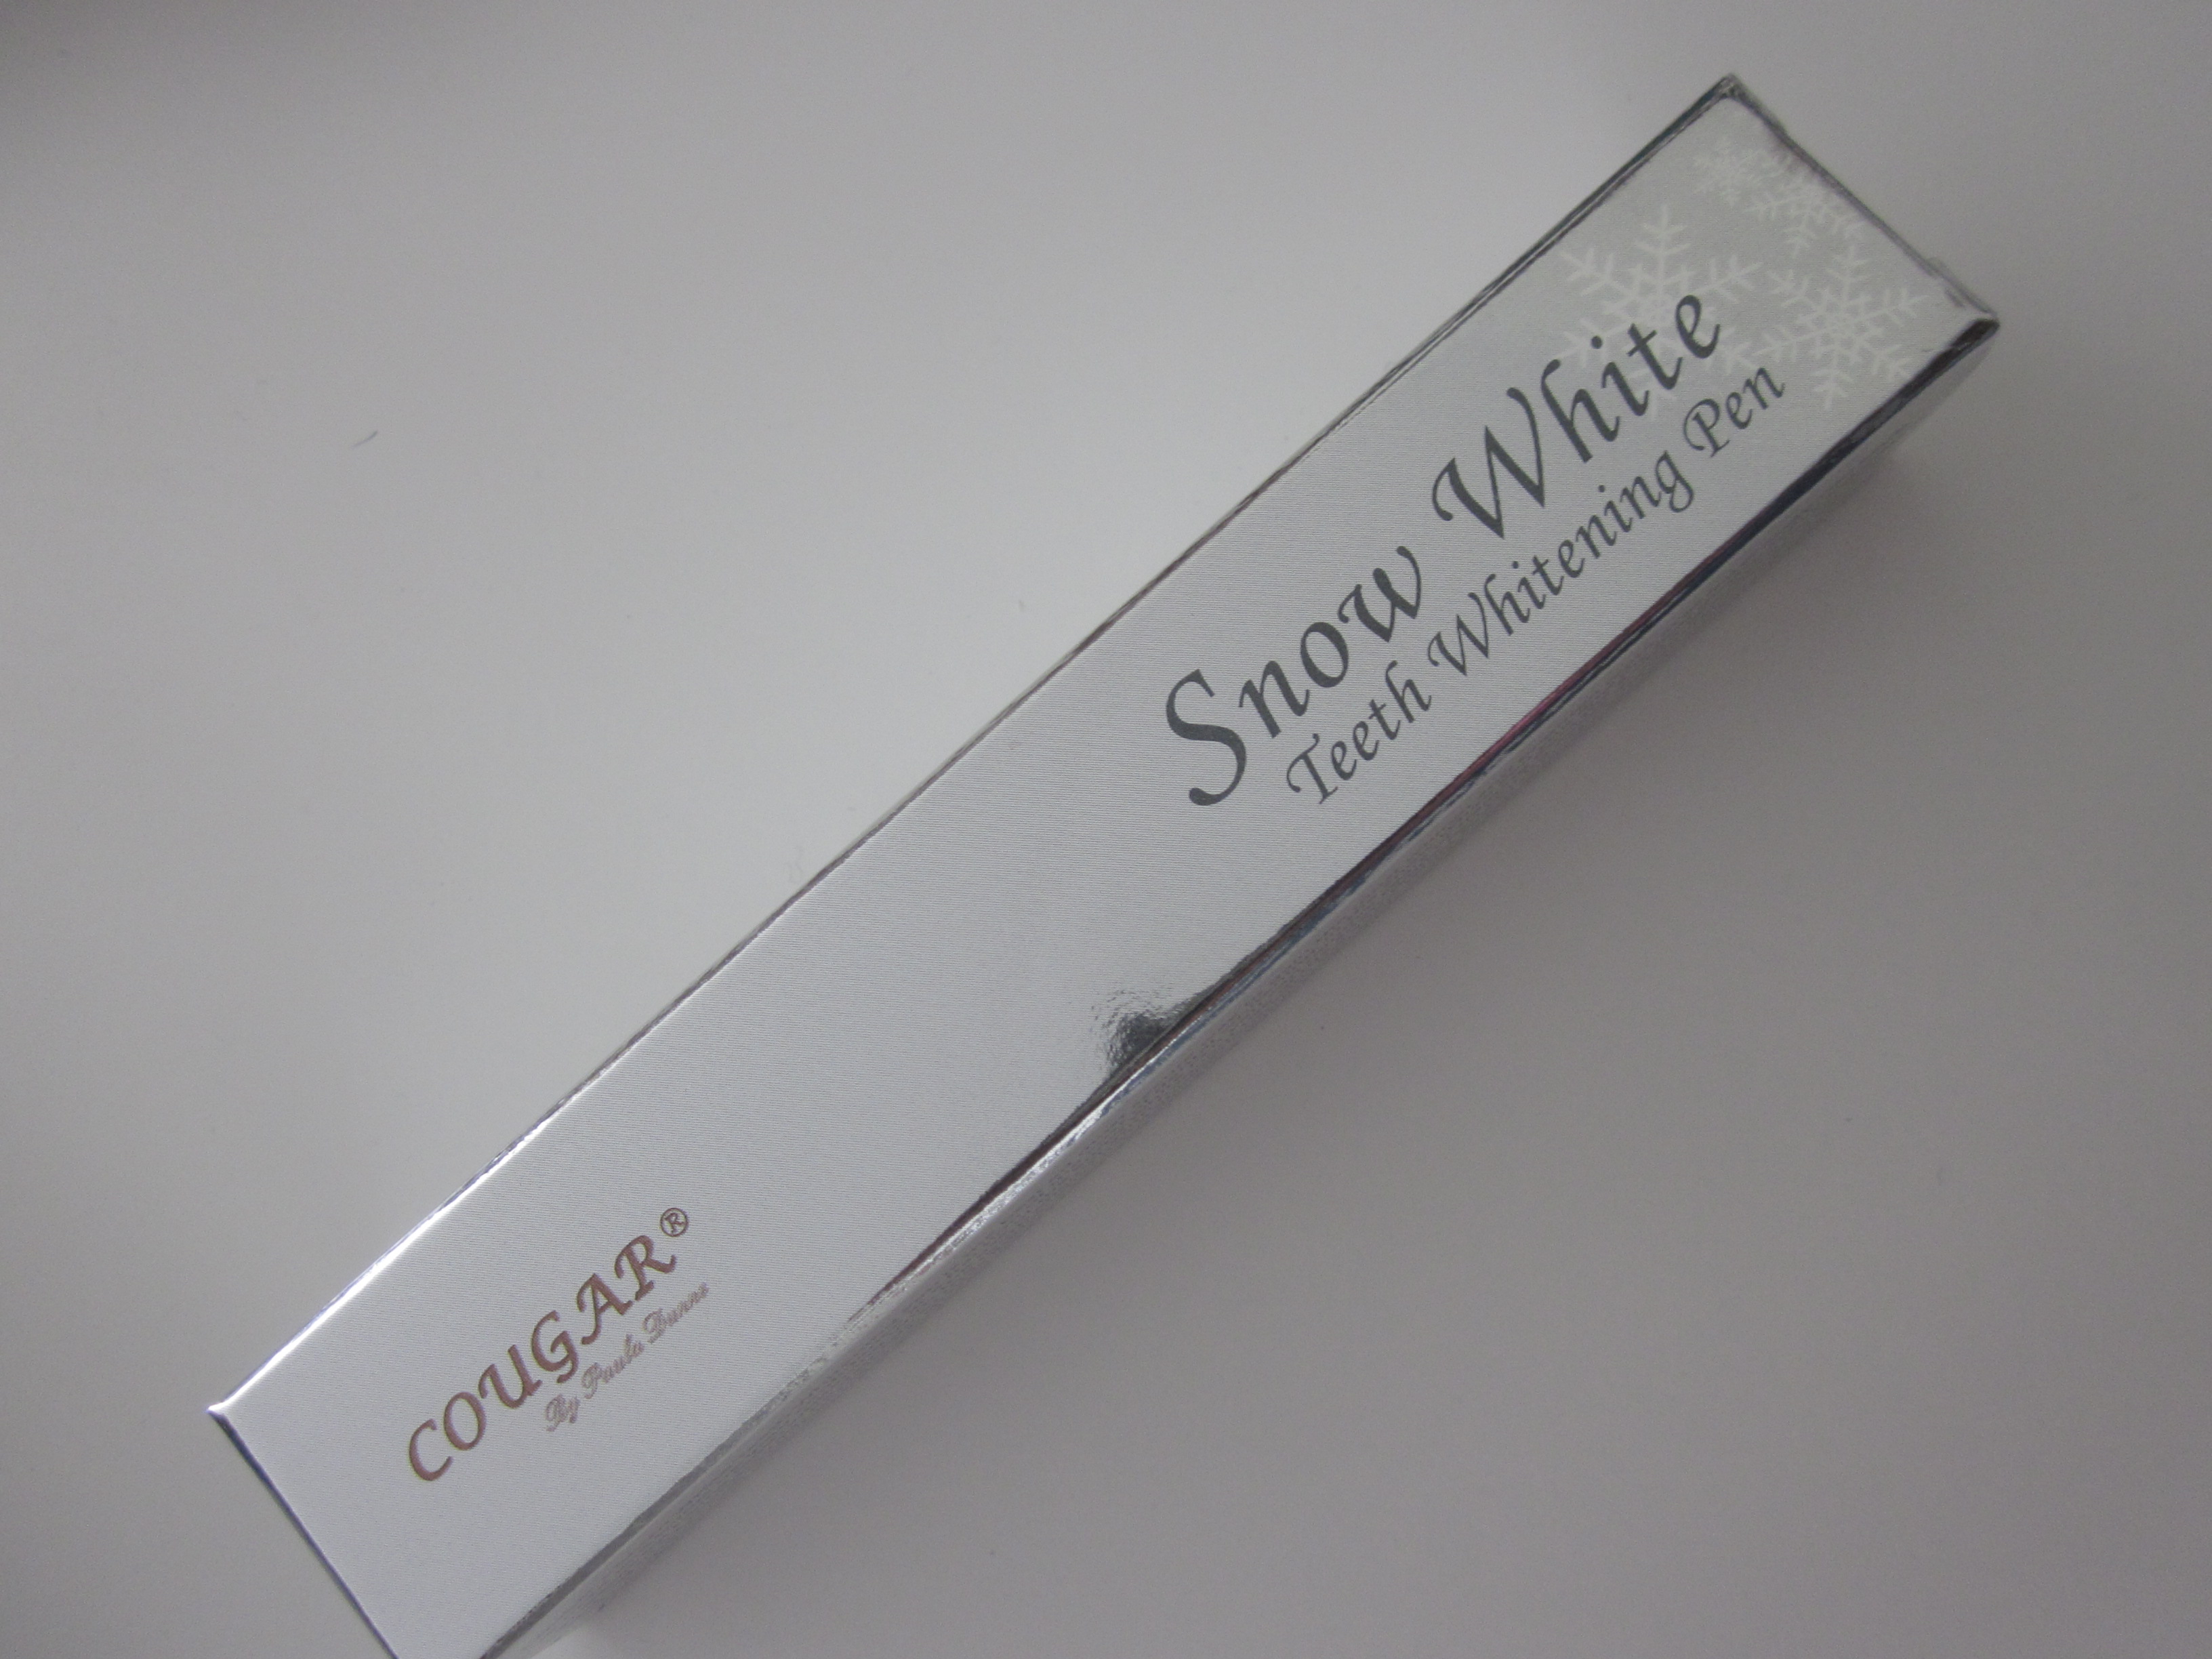 Snow White
Teeth Whitening Pen
COUGAR®
By Paula Dunne